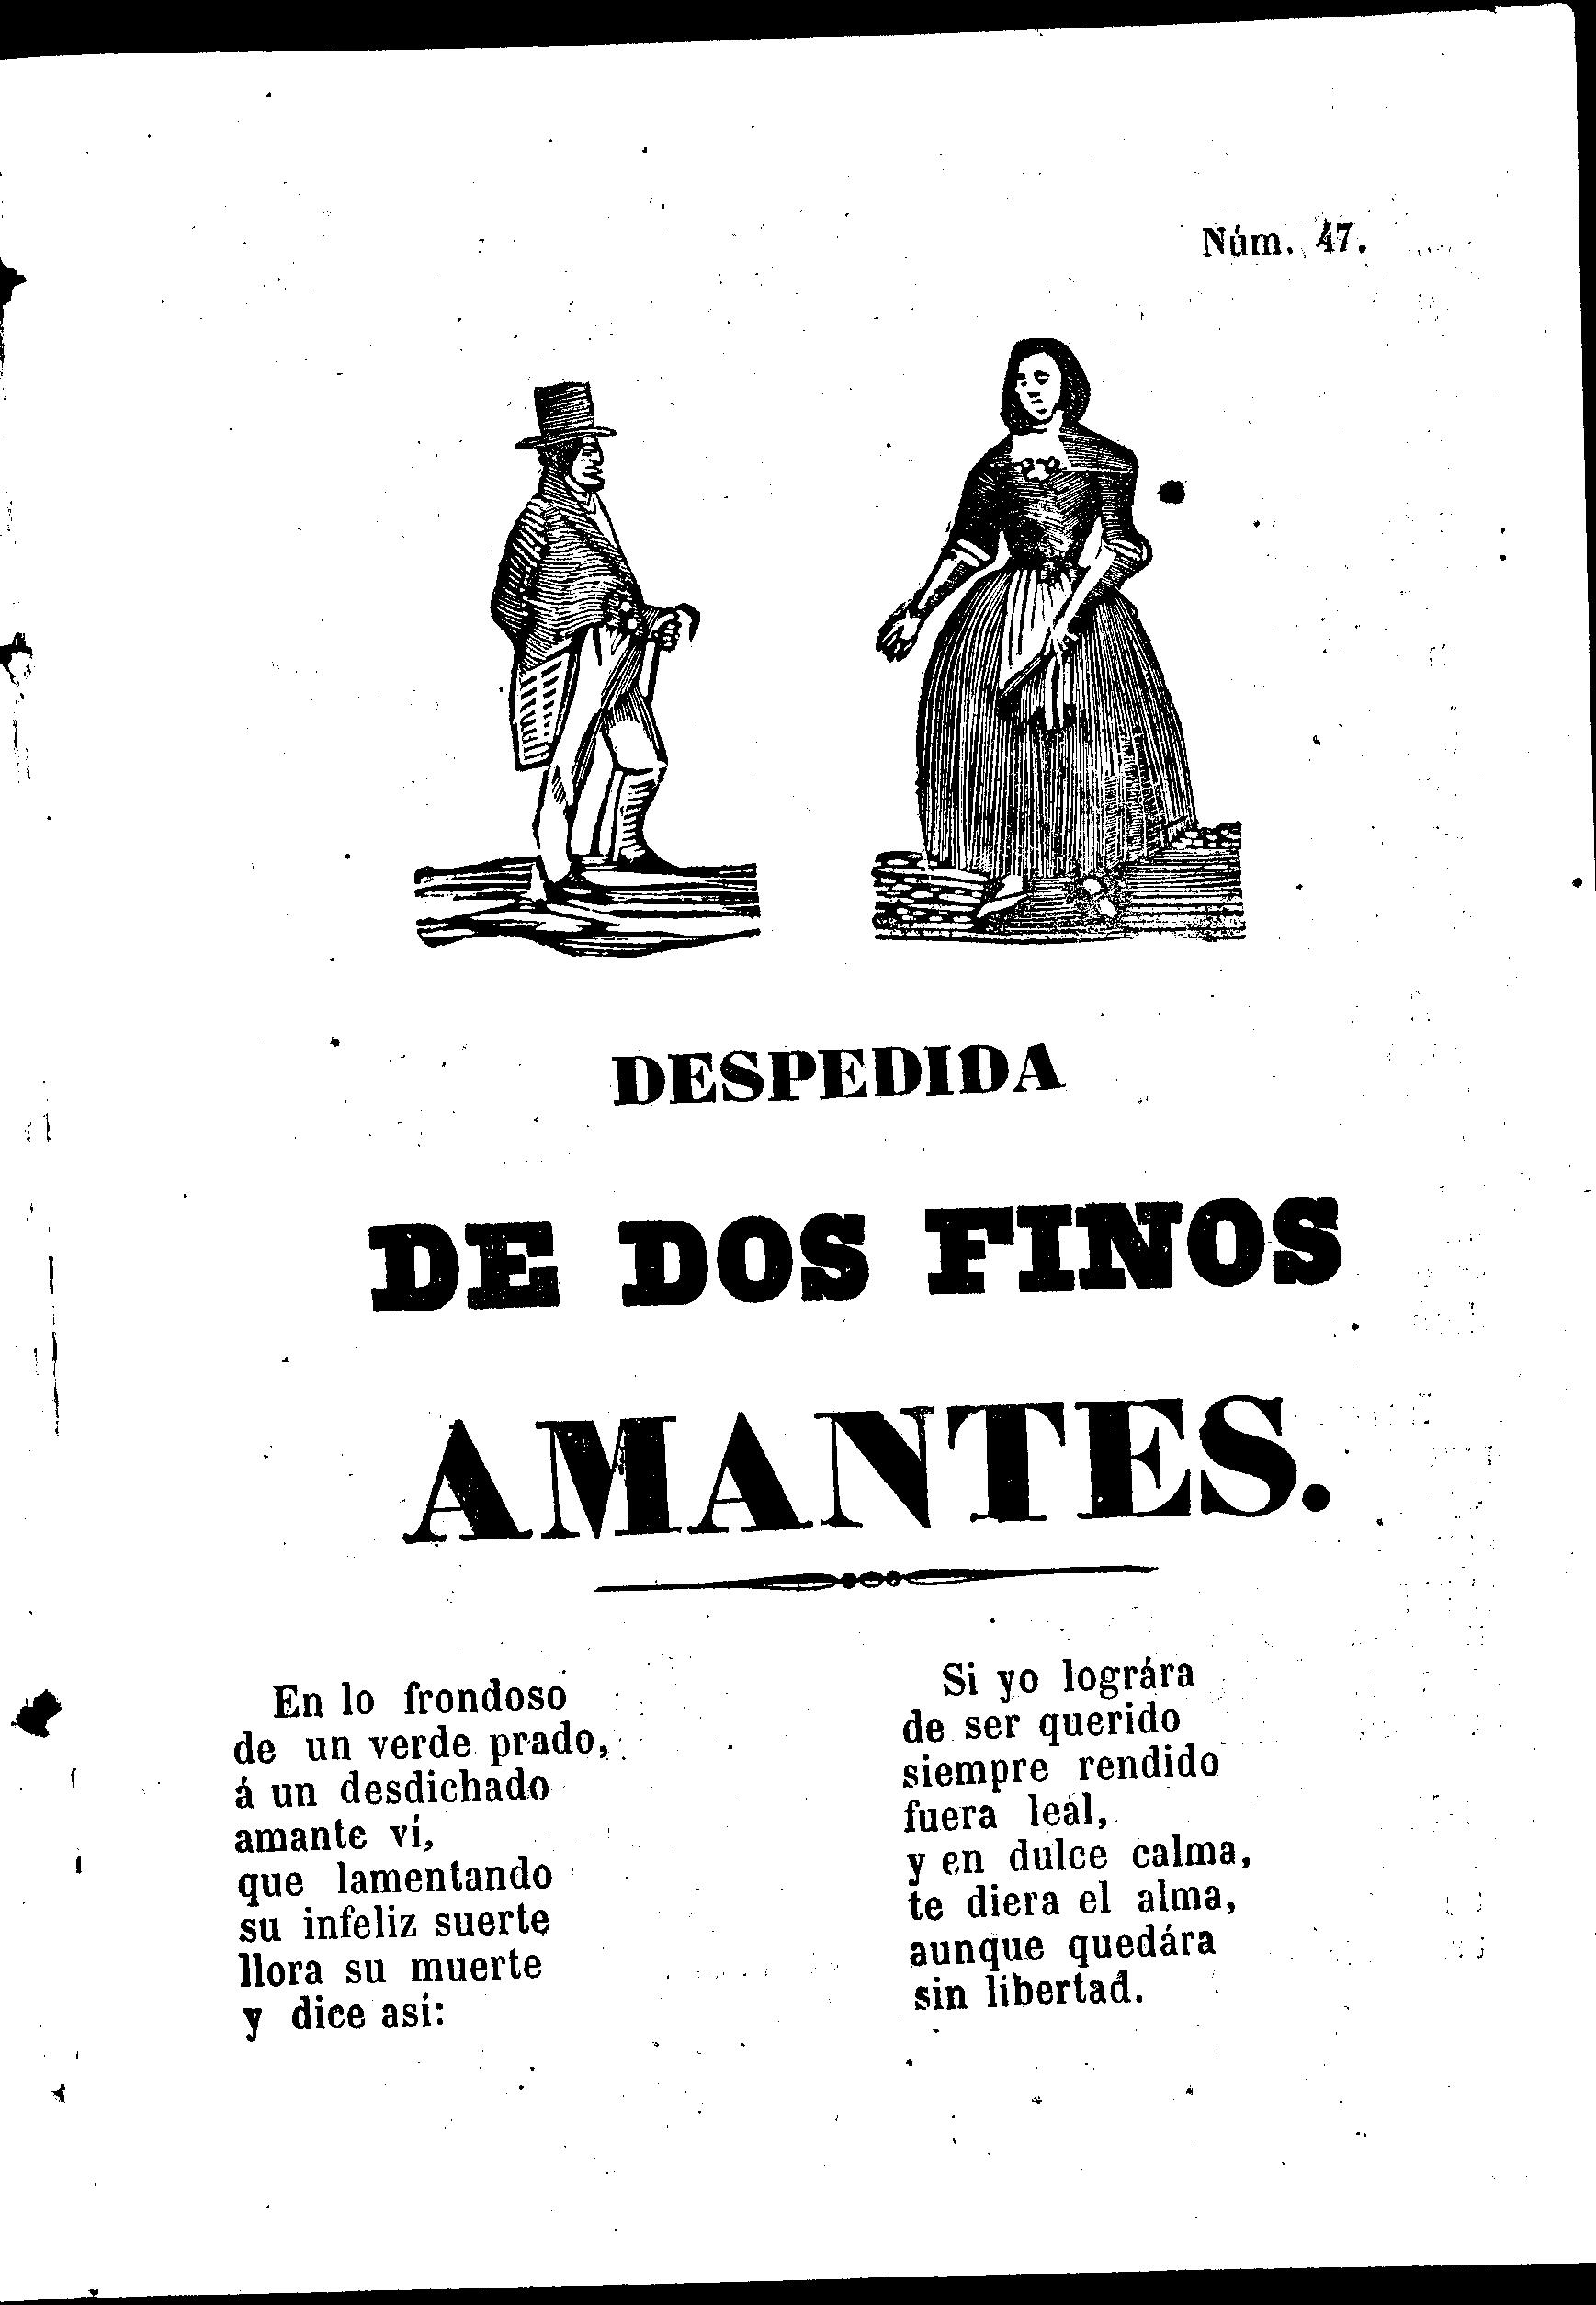 Núm. 47.
DESPEDIDA
DE DOS FINOS
AMANTES.
En lo frondoso
de un verde prado,
á un desdichado
amante ví,
que lamentando
su infeliz suerte
llora su muerte
y dice así:
Si yo lográra
de ser querido
siempre rendido
fuera leal,
y en dulce calma,
te diera el alma,
aunque quedára
sin libertad.